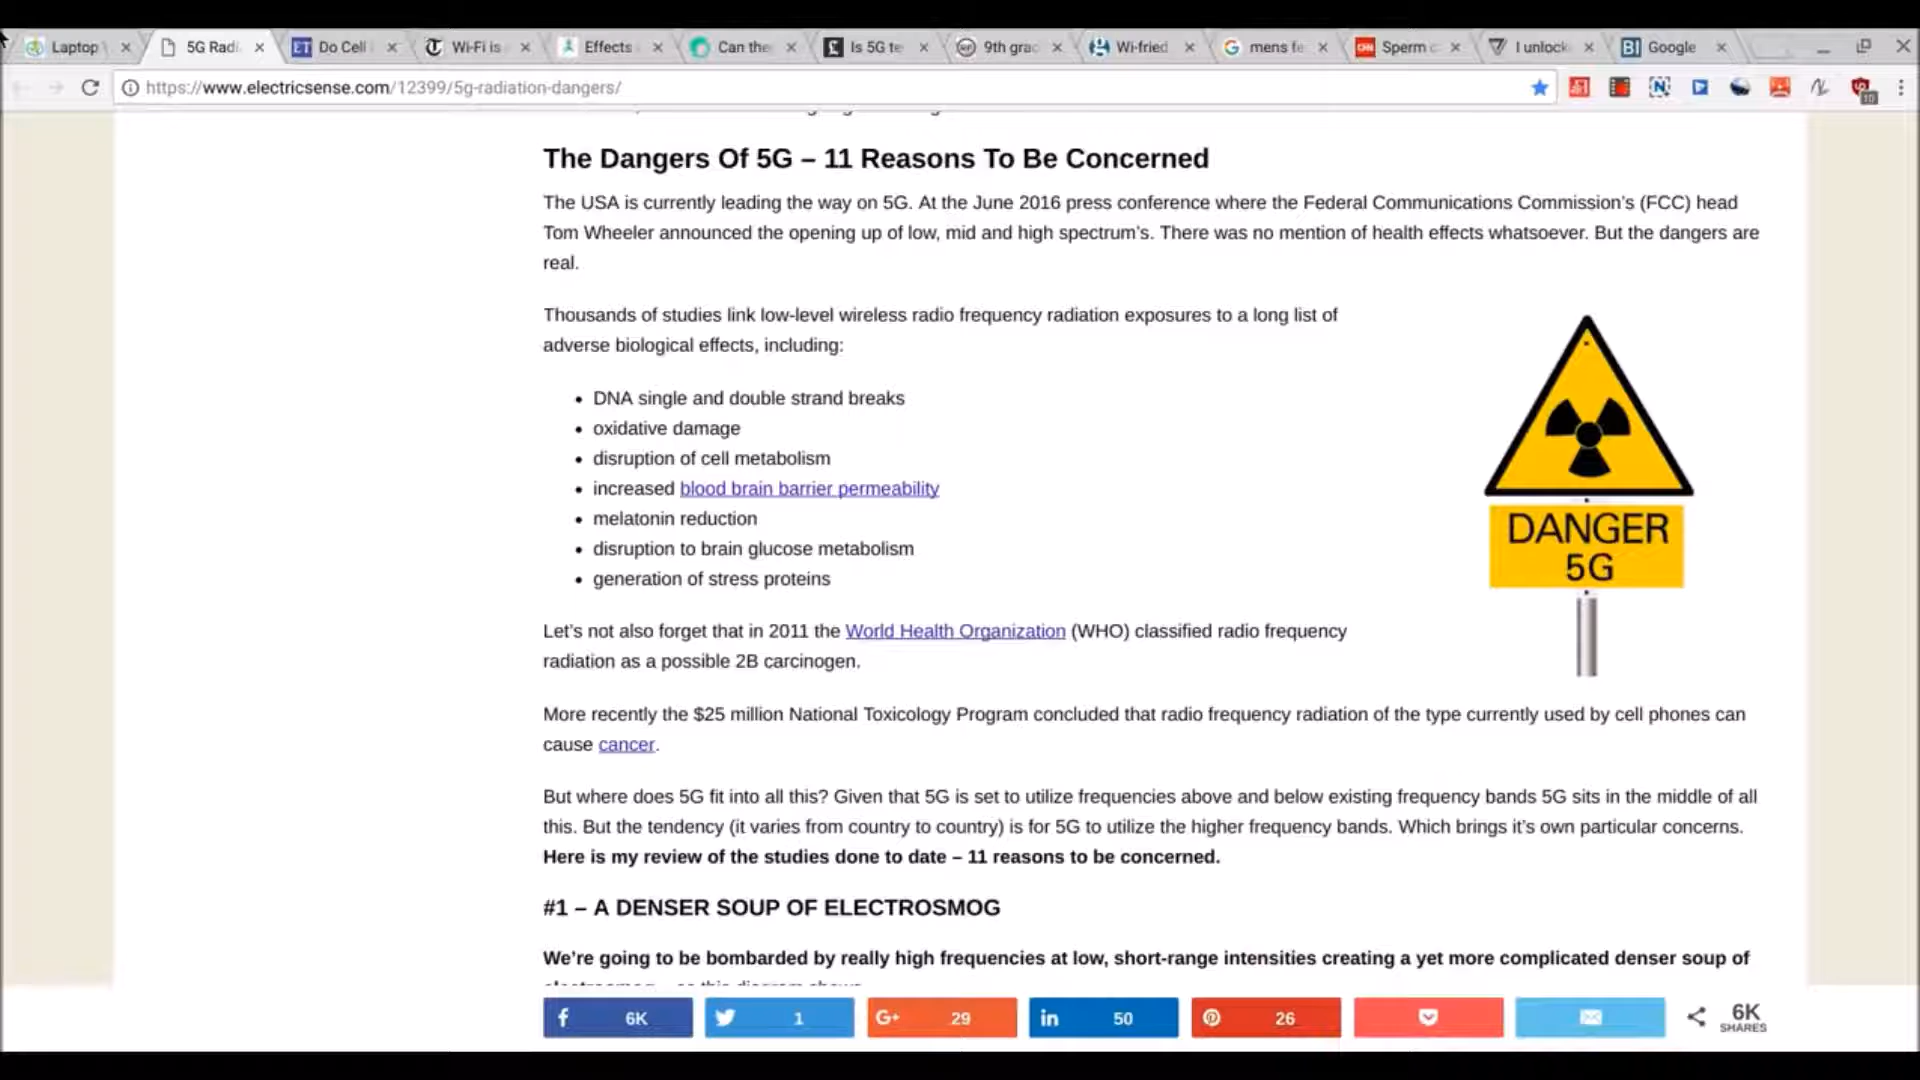 Laptop
5G Radi
Do Cell
Wi-Fi is
Effects
Can the
Is 5G te
9th grac
Wi-fried
mens fe
Sperm c
I unlock
Google
https://www.electricsense.com/12399/5g-radiation-dangers/
The Dangers Of 5G – 11 Reasons To Be Concerned
The USA is currently leading the way on 5G. At the June 2016 press conference where the Federal Communications Commission's (FCC) head
Tom Wheeler announced the opening up of low, mid and high spectrum's. There was no mention of health effects whatsoever. But the dangers are
real.
Thousands of studies link low-level wireless radio frequency radiation exposures to a long list of
adverse biological effects, including:
• DNA single and double strand breaks
• oxidative damage
• disruption of cell metabolism
• increased blood brain barrier permeability
• melatonin reduction
• disruption to brain glucose metabolism
• generation of stress proteins
DANGER
5G
Let's not also forget that in 2011 the World Health Organization (WHO) classified radio frequency
radiation as a possible 2B carcinogen.
More recently the $25 million National Toxicology Program concluded that radio frequency radiation of the type currently used by cell phones can
cause cancer.
But where does 5G fit into all this? Given that 5G is set to utilize frequencies above and below existing frequency bands 5G sits in the middle of all
this. But the tendency (it varies from country to country) is for 5G to utilize the higher frequency bands. Which brings it's own particular concerns.
Here is my review of the studies done to date – 11 reasons to be concerned.
#1 – A DENSER SOUP OF ELECTROSMOG
We're going to be bombarded by really high frequencies at low, short-range intensities creating a yet more complicated denser soup of
6K
1
G+ 29
in 50
26
6K
SHARES